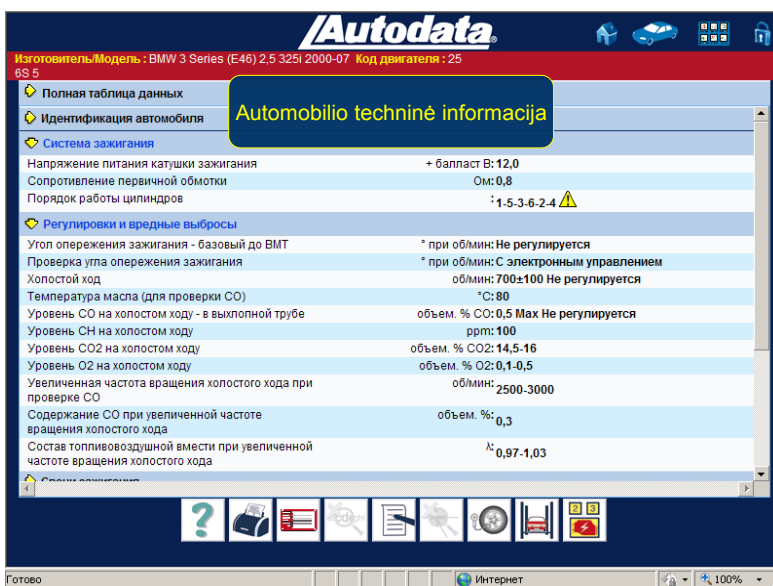 Autodata.
Изготовитель/Модель : BMW 3 Series (E46) 2,5 325i 2000-07 Код двигателя : 25
6S 5
Полная таблица данных
Automobilio techninė informacija
Идентификация автомобиля
Система зажигания
Напряжение питания катушки зажигания + балласт В: 12,0
Сопротивление первичной обмотки Ом: 0,8
Порядок работы цилиндров : 1-5-3-6-2-4
Регулировки и вредные выбросы
Угол опережения зажигания - базовый до ВМТ ° при об/мин: Не регулируется
Проверка угла опережения зажигания ° при об/мин: С электронным управлением
Холостой ход об/мин: 700±100 Не регулируется
Температура масла (для проверки CO) °C: 80
Уровень CO на холостом ходу - в выхлопной трубе объем. % CO: 0,5 Max Не регулируется
Уровень CH на холостом ходу ppm: 100
Уровень CO2 на холостом ходу объем. % CO2: 14,5-16
Уровень O2 на холостом ходу объем. % O2: 0,1-0,5
Увеличенная частота вращения холостого хода при
проверке CO об/мин: 2500-3000
Содержание CO при увеличенной частоте
вращения холостого хода объем. %: 0,3
Состав топливовоздушной вмести при увеличенной
частоте вращения холостого хода λ: 0,97-1,03
2 3
Готово Интернет 100%